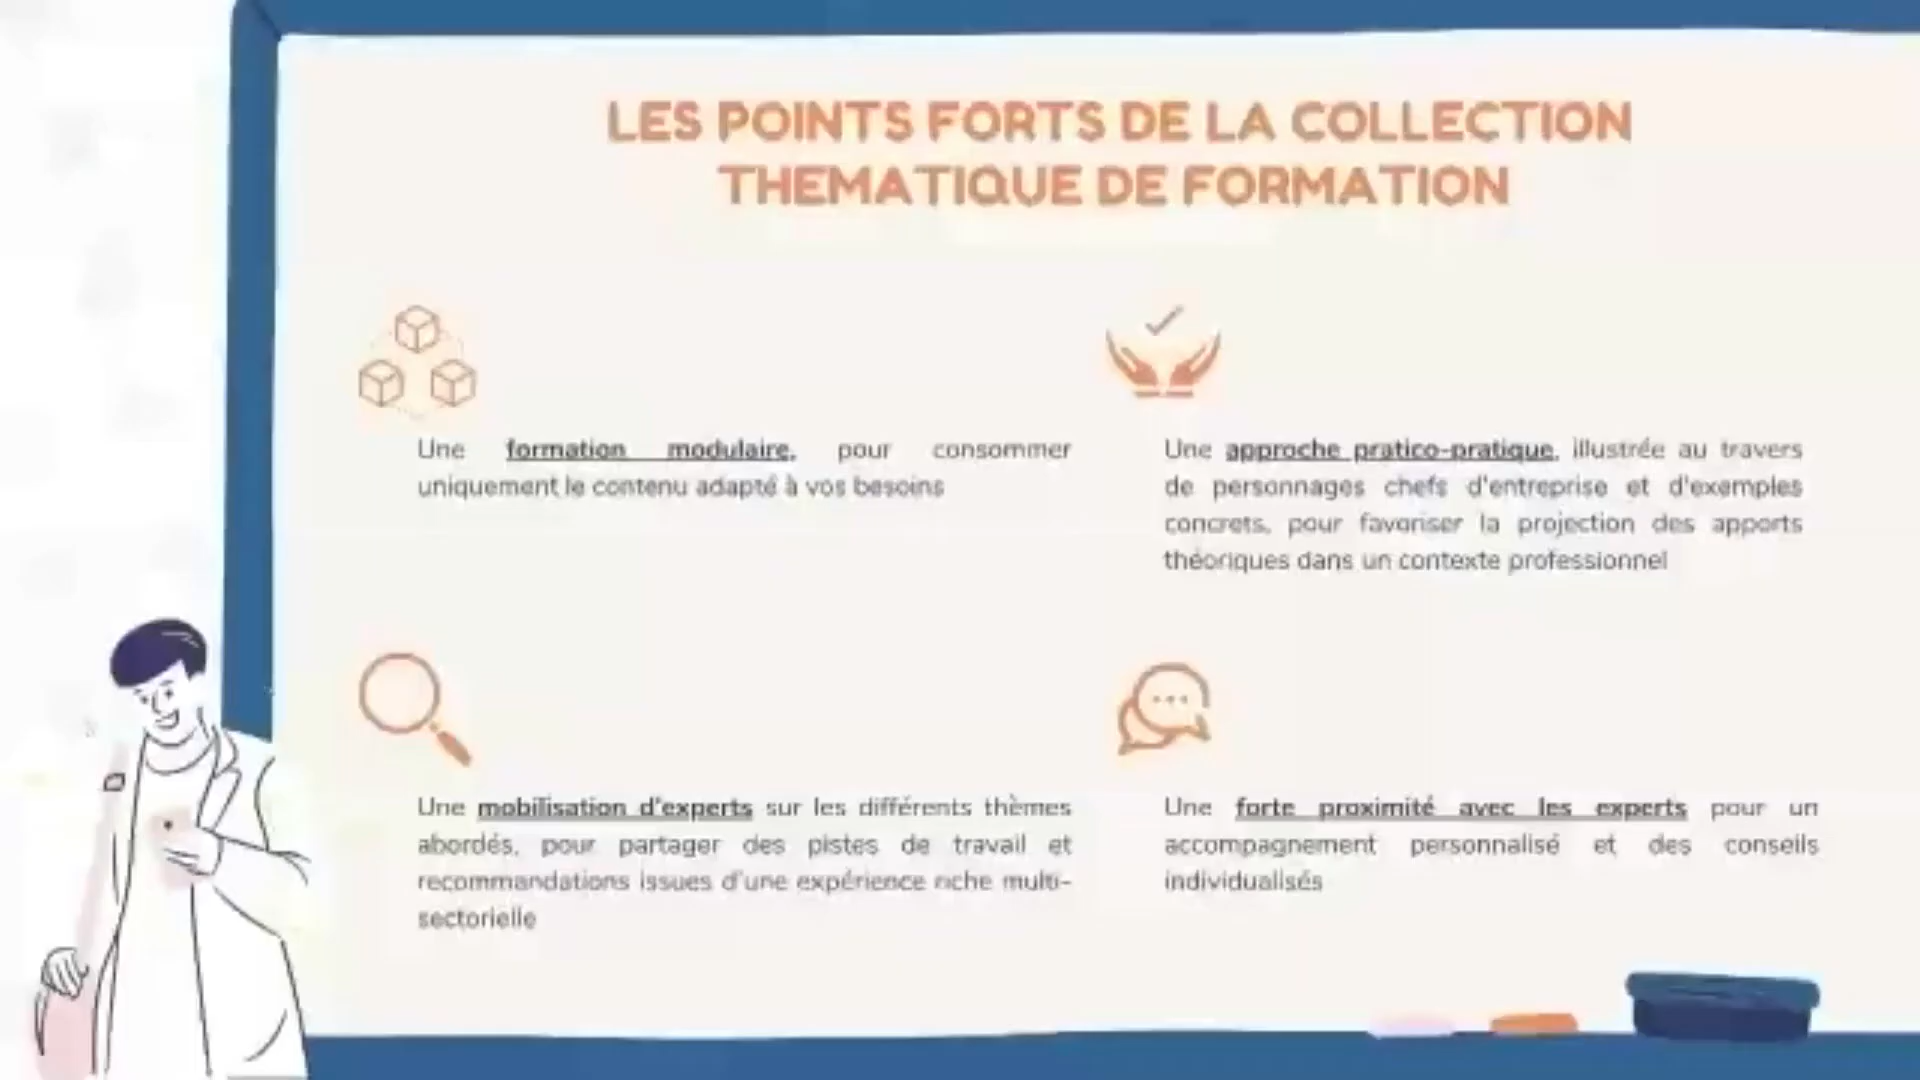 LES POINTS FORTS DE LA COLLECTION
THEMATIQUE DE FORMATION
Une formation modulaire, pour consommer
uniquement le contenu adapté à vos besoins
Une approche pratico-pratique, illustrée au travers
de personnages chefs d'entreprise et d'exemples
concrets, pour favoriser la projection des apports
théoriques dans un contexte professionnel
Une mobilisation d'experts sur les différents thèmes
abordés, pour partager des pistes de travail et
recommandations issues d'une expérience riche multi-
sectorielle
Une forte proximité avec les experts pour un
accompagnement personnalisé et des conseils
individualisés